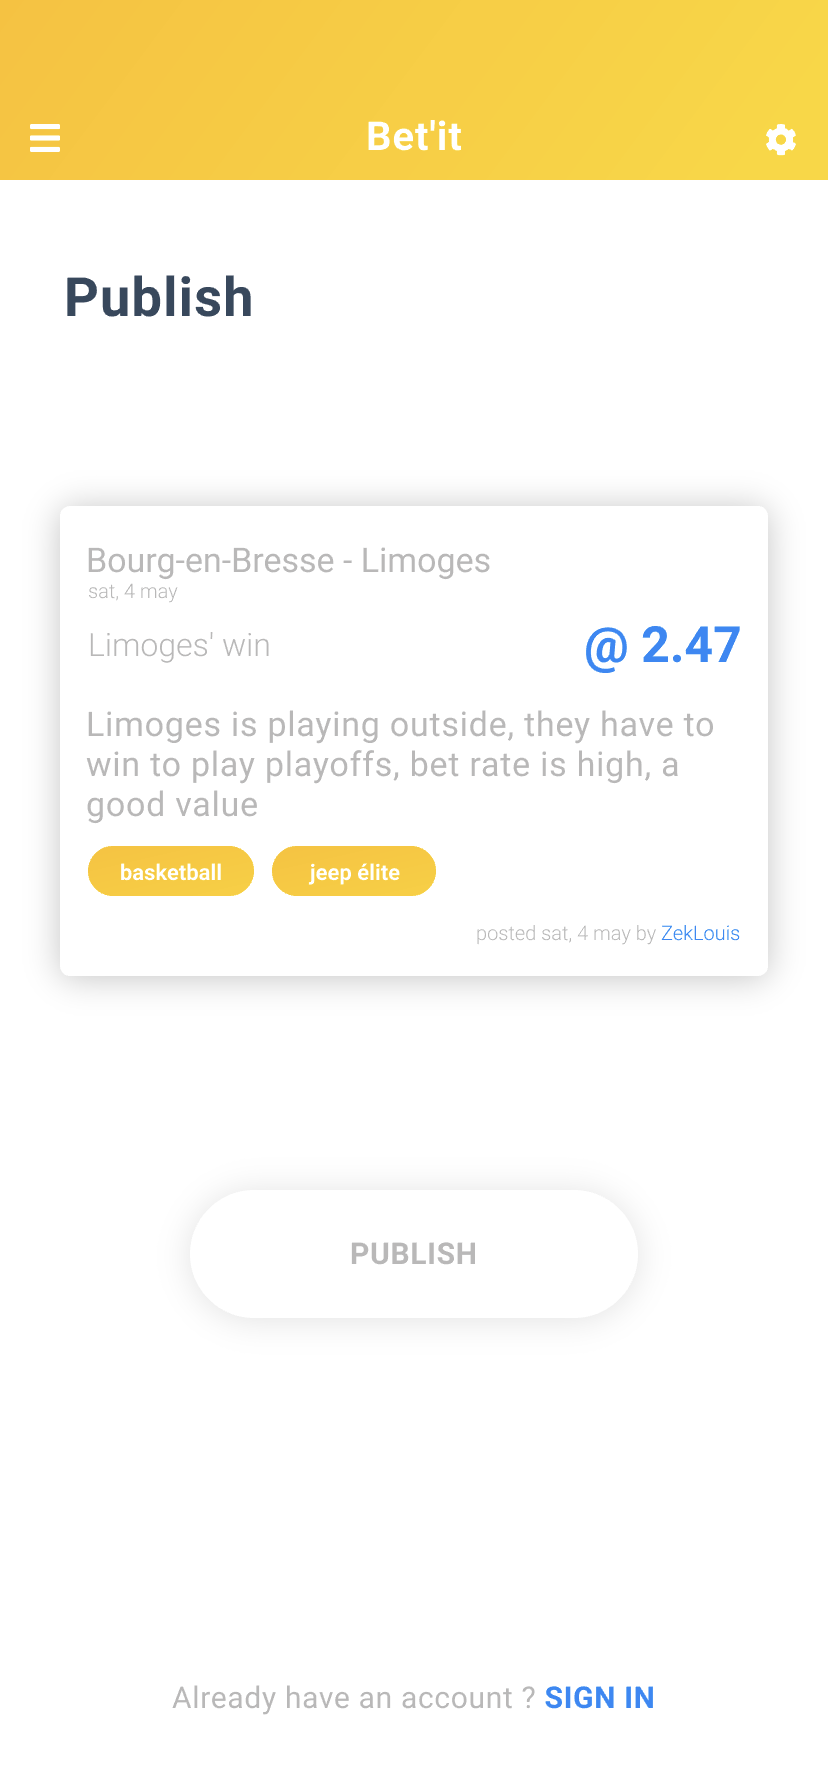 Bet'it
Publish
Bourg-en-Bresse - Limoges
sat, 4 may
Limoges' win
@ 2.47
Limoges is playing outside, they have to
win to play playoffs, bet rate is high, a
good value
basketball
jeep élite
posted sat, 4 may by ZekLouis
PUBLISH
Already have an account ? SIGN IN